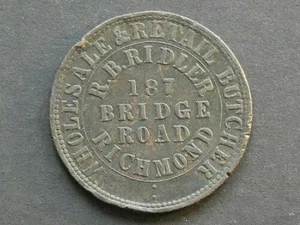 WHOLESALE & RETAIL BUTCHER
R. B. RIDLER
187
BRIDGE
ROAD
RICHMOND